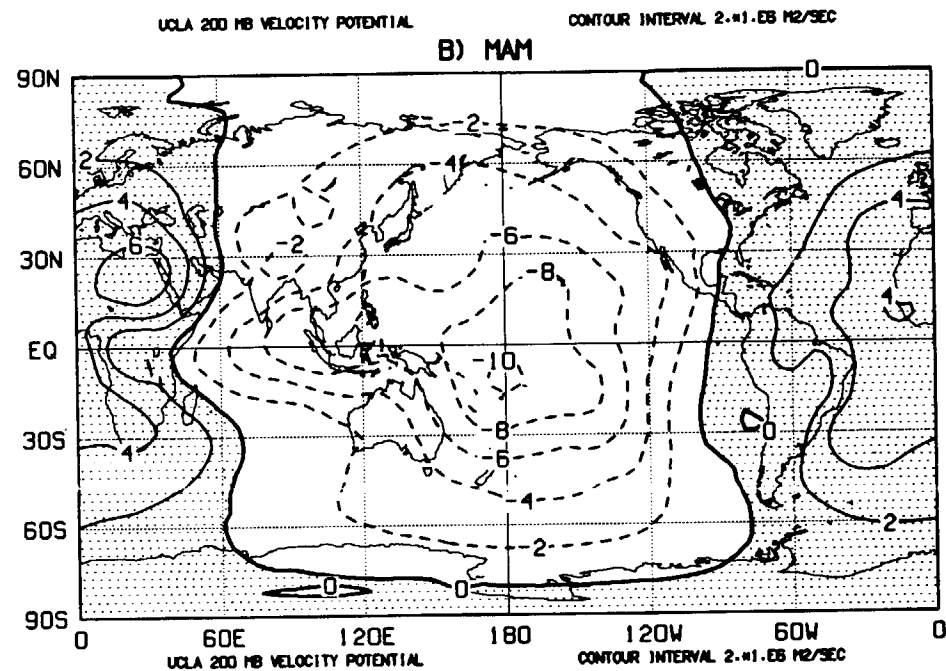 UCLA 200 MB VELOCITY POTENTIAL
CONTOUR INTERVAL 2.*1.E6 M2/SEC
B) MAM
0
90N
60N
30N
EQ
30S
60S
90S
2
4
6
-2
4
-2
-6
-8
-10
-8
6
4
2
4
4
4
0
2
0
0
0
60E
120E
180
120W
60W
0
UCLA 200 MB VELOCITY POTENTIAL
CONTOUR INTERVAL 2.*1.E6 M2/SEC